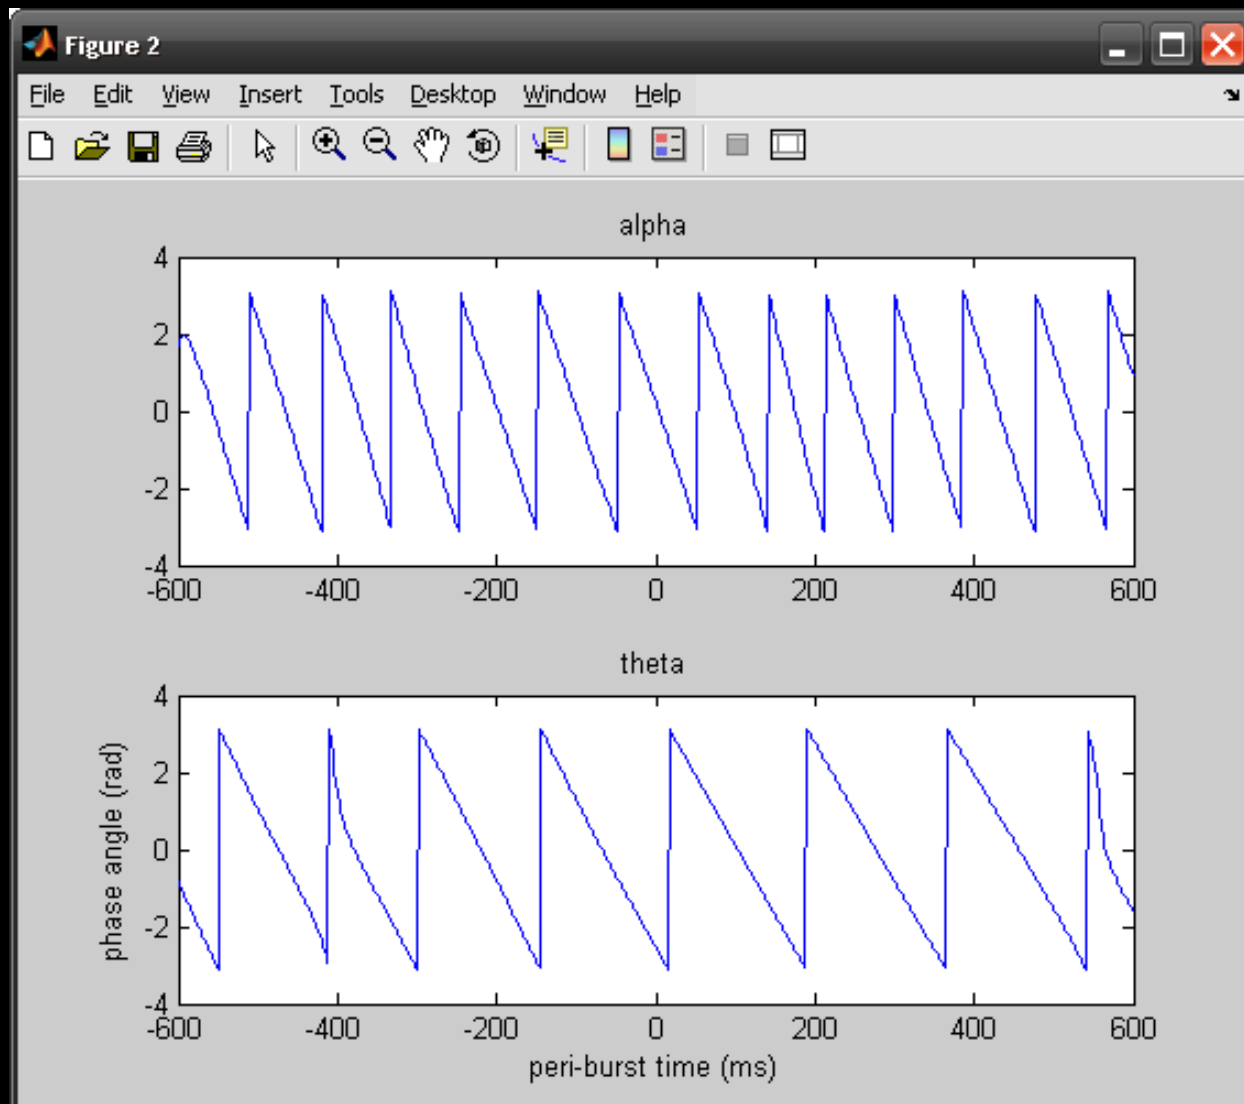 Figure 2
File Edit View Insert Tools Desktop Window Help
alpha
4
2
0
-2
-4
-600 -400 -200 0 200 400 600
theta
4
2
0
-2
-4
phase angle (rad)
-600 -400 -200 0 200 400 600
peri-burst time (ms)